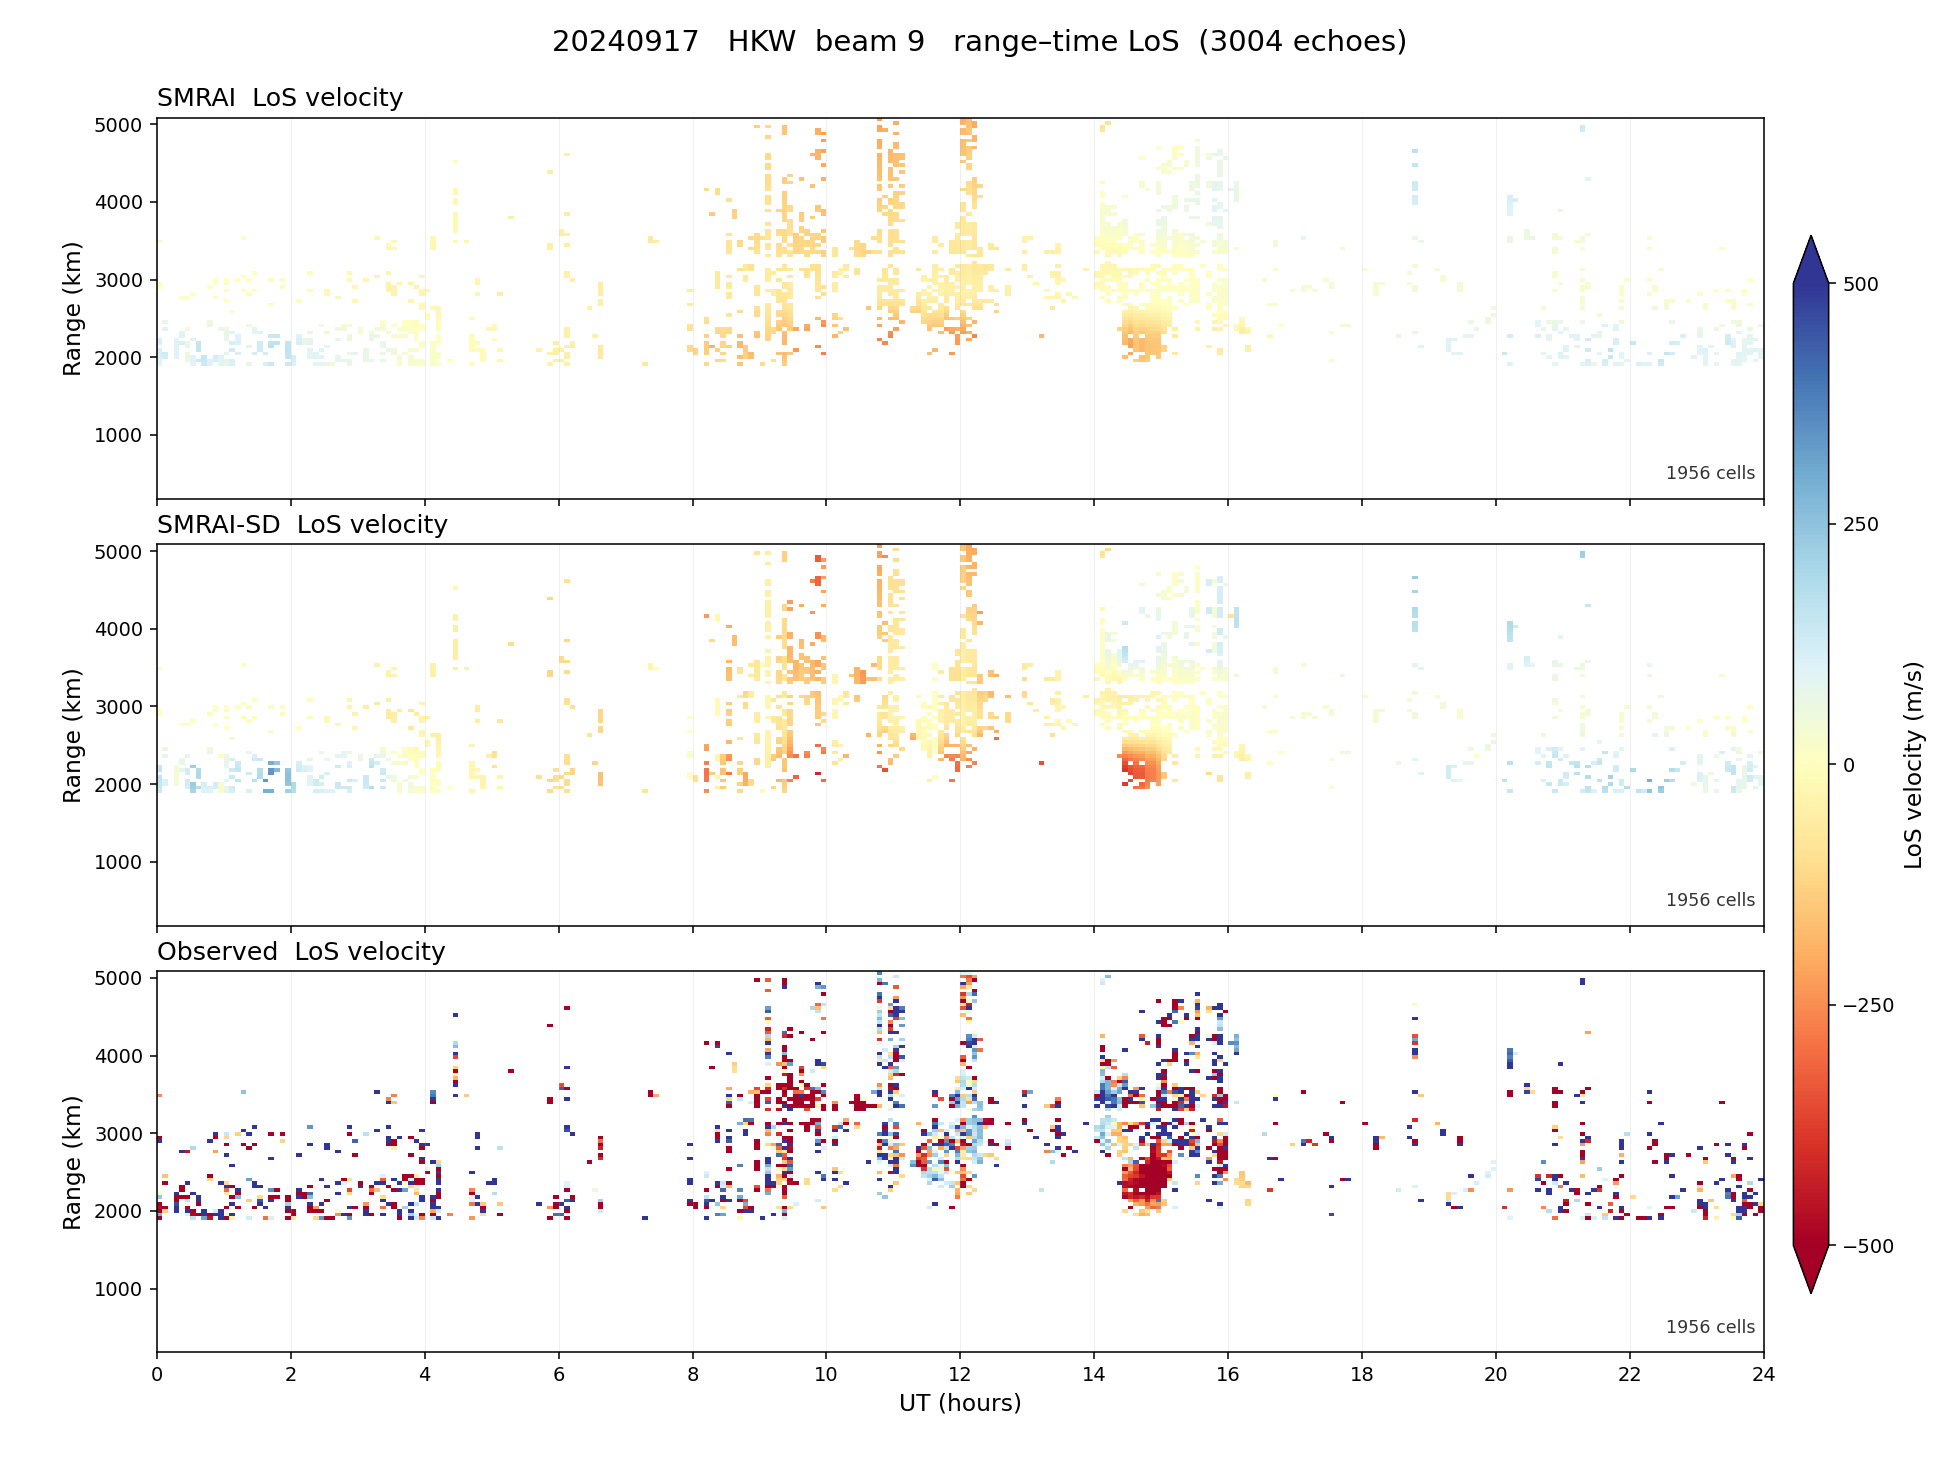 20240917   HKW  beam 9   range–time LoS  (3004 echoes)
SMRAI  LoS velocity
5000
4000
3000
2000
1000
Range (km)
1956 cells
SMRAI-SD  LoS velocity
5000
4000
3000
2000
1000
Range (km)
1956 cells
Observed  LoS velocity
5000
4000
3000
2000
1000
Range (km)
1956 cells
0 2 4 6 8 10 12 14 16 18 20 22 24
UT (hours)
500
250
0
−250
−500
LoS velocity (m/s)